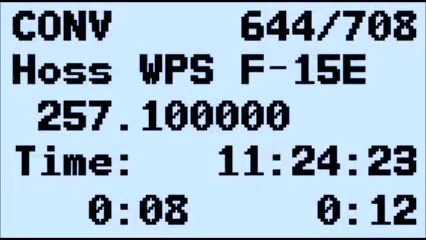 CONV 644/708
Hoss WPS F-15E
257.100000
Time: 11:24:23
0:08 0:12